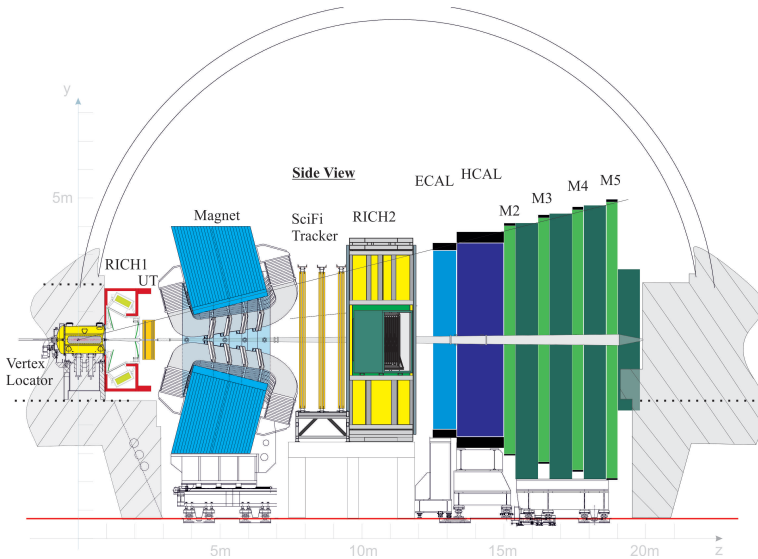 y
5m
Side View
ECAL
HCAL
M2
M3
M4
M5
Magnet
SciFi
Tracker
RICH2
RICH1
UT
Vertex
Locator
5m
10m
15m
20m
z